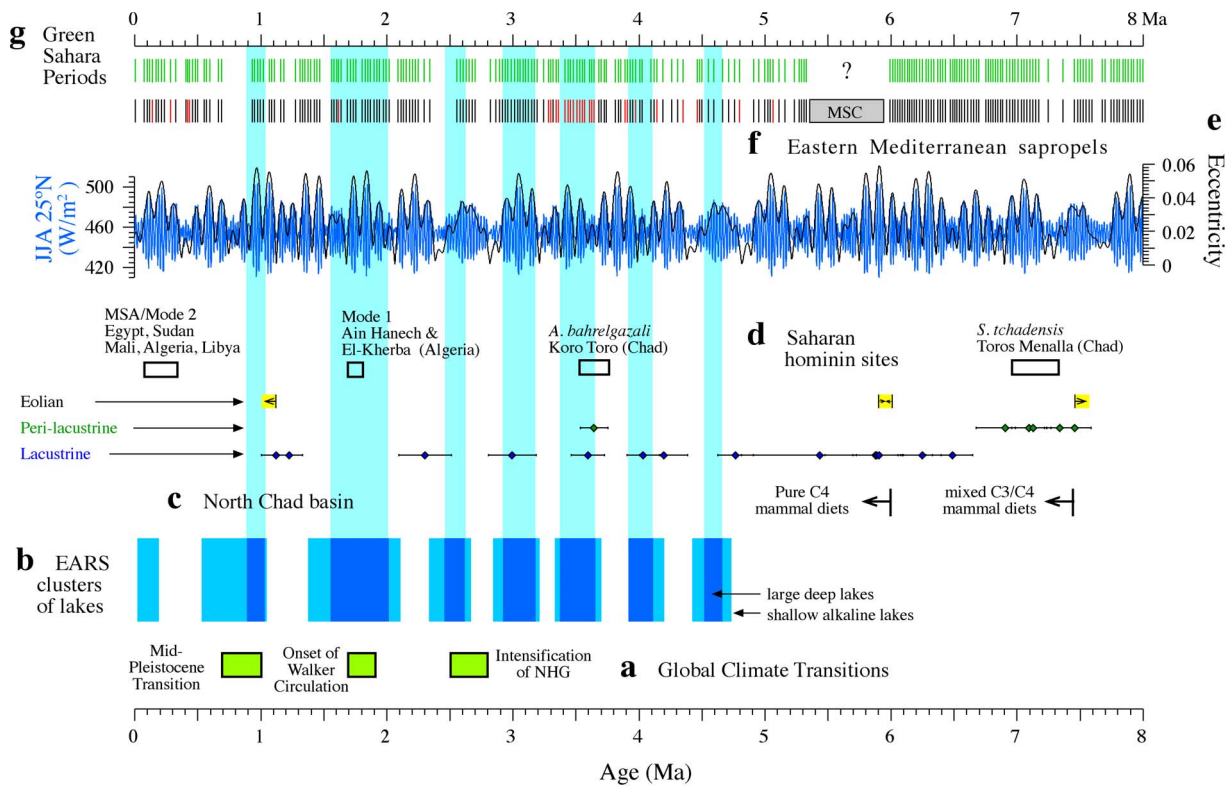 0 1 2 3 4 5 6 7 8 Ma
g Green
Sahara
Periods
?
MSC
e Eccentricity
f Eastern Mediterranean sapropels
JJA 25°N
(W/m²)
500
460
420
0.06
0.04
0.02
0
MSA/Mode 2
Egypt, Sudan
Mali, Algeria, Libya
Mode 1
Ain Hanech &
El-Kherba (Algeria)
A. bahrelgazali
Koro Toro (Chad)
d Saharan
hominin sites
S. tchadensis
Toros Menalla (Chad)
Eolian
Peri-lacustrine
Lacustrine
c North Chad basin
Pure C4
mammal diets
mixed C3/C4
mammal diets
b EARS
clusters
of lakes
large deep lakes
shallow alkaline lakes
Mid-
Pleistocene
Transition
Onset of
Walker
Circulation
Intensification
of NHG
a Global Climate Transitions
0 1 2 3 4 5 6 7 8
Age (Ma)